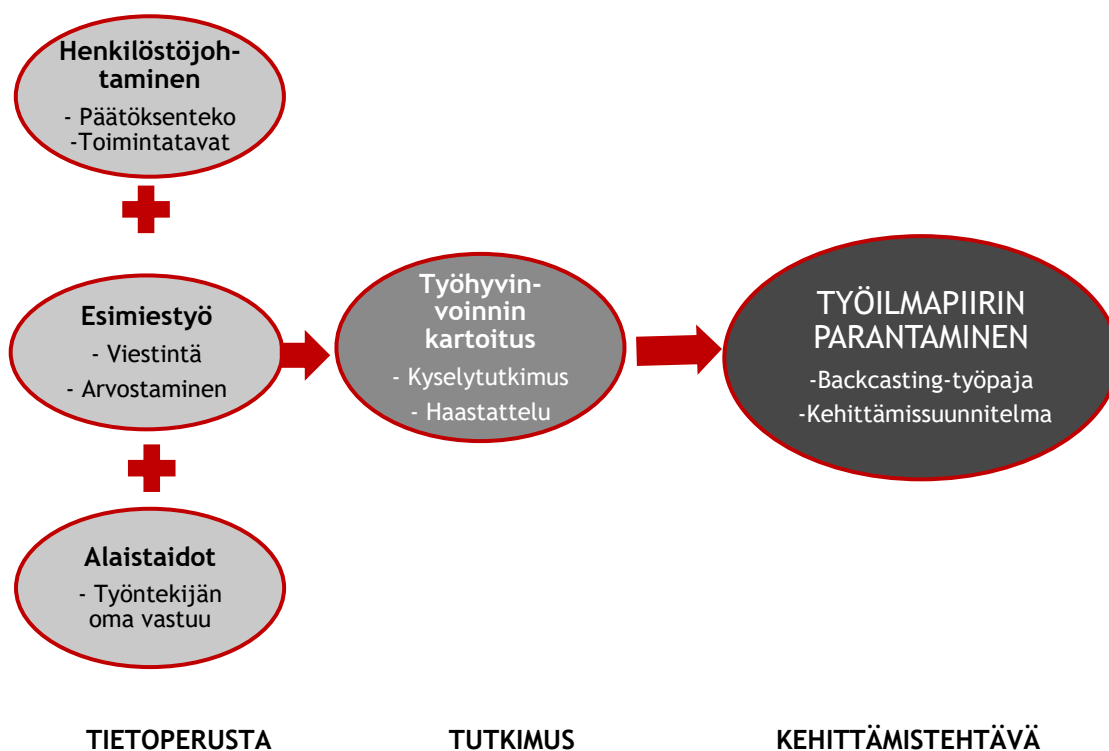 Henkilöstöjoh-
taminen
- Päätöksenteko
-Toimintatavat
Esimiestyö
- Viestintä
- Arvostaminen
Alaistaidot
- Työntekijän
oma vastuu
Työhyvin-
voinnin
kartoitus
- Kyselytutkimus
- Haastattelu
TYÖILMAPIIRIN
PARANTAMINEN
-Backcasting-työpaja
-Kehittämissuunnitelma
TIETOPERUSTA
TUTKIMUS
KEHITTÄMISTEHTÄVÄ